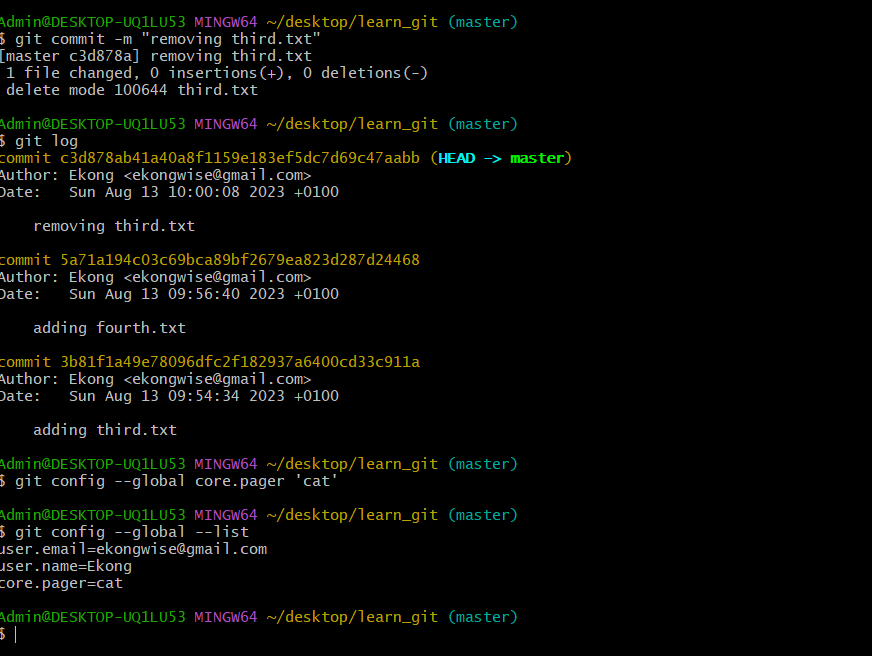 Admin@DESKTOP-UQ1LU53 MINGW64 ~/desktop/learn_git (master)
$ git commit -m "removing third.txt"
[master c3d878a] removing third.txt
 1 file changed, 0 insertions(+), 0 deletions(-)
 delete mode 100644 third.txt

Admin@DESKTOP-UQ1LU53 MINGW64 ~/desktop/learn_git (master)
$ git log
commit c3d878ab41a40a8f1159e183ef5dc7d69c47aabb (HEAD -> master)
Author: Ekong <ekongwise@gmail.com>
Date:   Sun Aug 13 10:00:08 2023 +0100

    removing third.txt

commit 5a71a194c03c69bca89bf2679ea823d287d24468
Author: Ekong <ekongwise@gmail.com>
Date:   Sun Aug 13 09:56:40 2023 +0100

    adding fourth.txt

commit 3b81f1a49e78096dfc2f182937a6400cd33c911a
Author: Ekong <ekongwise@gmail.com>
Date:   Sun Aug 13 09:54:34 2023 +0100

    adding third.txt

Admin@DESKTOP-UQ1LU53 MINGW64 ~/desktop/learn_git (master)
$ git config --global core.pager 'cat'

Admin@DESKTOP-UQ1LU53 MINGW64 ~/desktop/learn_git (master)
$ git config --global --list
user.email=ekongwise@gmail.com
user.name=Ekong
core.pager=cat

Admin@DESKTOP-UQ1LU53 MINGW64 ~/desktop/learn_git (master)
$